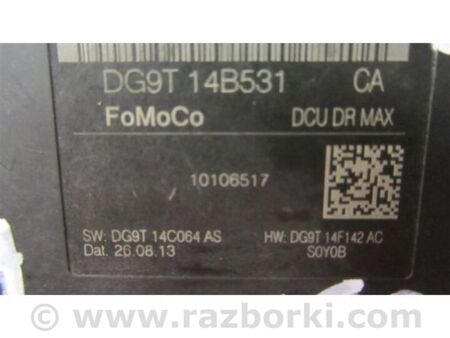 DG9T 14B531 CA
FoMoCo DCU DR MAX
10106517
SW: DG9T 14C064 AS HW: DG9T 14F142 AC
Dat. 26.08.13 S0Y0B
© www.razborki.com